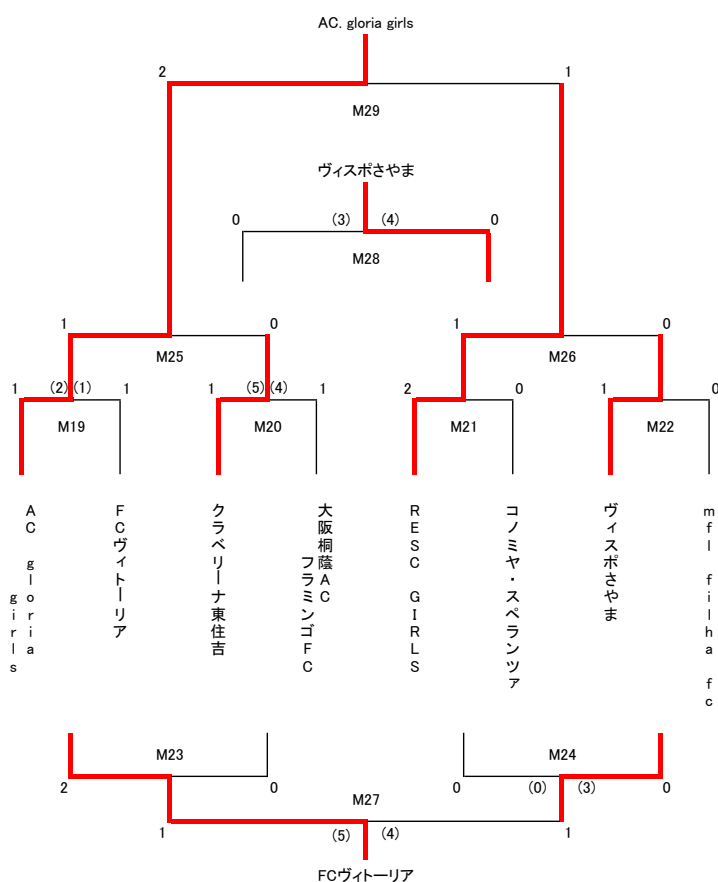 AC. gloria girls
2 1
M29
ヴィスポさやま
0 (3) (4) 0
M28
1 0 1 0
M25 M26
1 (2) (1) 1 1 (5) (4) 1 2 0 1 0
M19 M20 M21 M22
AC gloria
girls
FCヴィトーリア
クラベリーナ東住吉
大阪桐蔭AC
フラミンゴFC
RESC GIRLS
コノミヤ・スペランツァ
ヴィスポさやま
mfl filha fc
M23 M24
2 0 0 (0) (3) 0
M27
1 (5) (4) 1
FCヴィトーリア